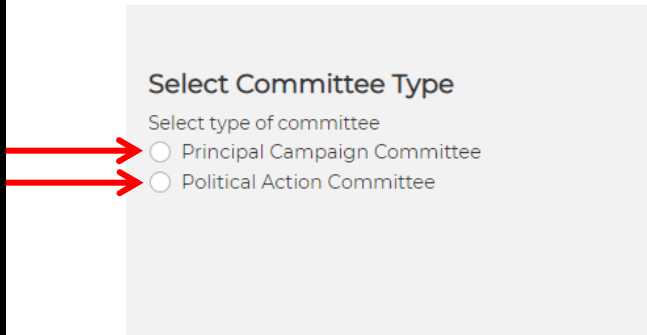 Select Committee Type
Select type of committee
Principal Campaign Committee
Political Action Committee